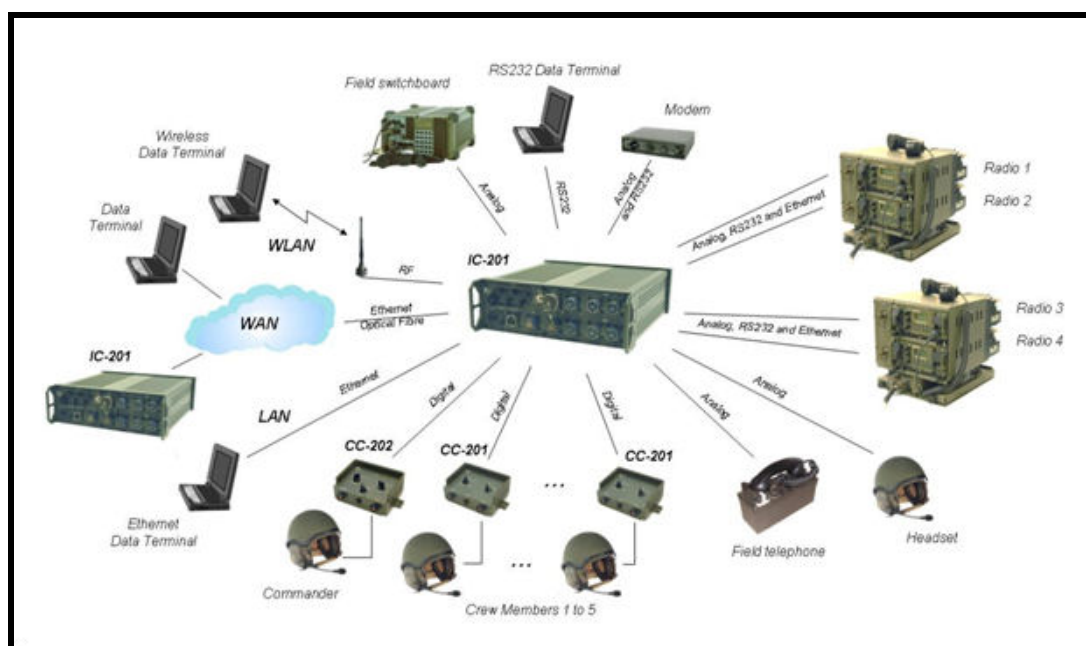 Field switchboard
RS232 Data Terminal
Modem
Wireless
Data Terminal
Data
Terminal
WLAN
RF
IC-201
Analog
RS232
Analog
and RS232
Analog, RS232 and Ethernet
Radio 1
Radio 2
WAN
Ethernet
Optical Fibre
Analog, RS232 and Ethernet
Radio 3
Radio 4
IC-201
LAN
Ethernet
Digital
Digital
Digital
Analog
Analog
CC-202
CC-201
...
CC-201
Ethernet
Data Terminal
Field telephone
Headset
Commander
...
Crew Members 1 to 5